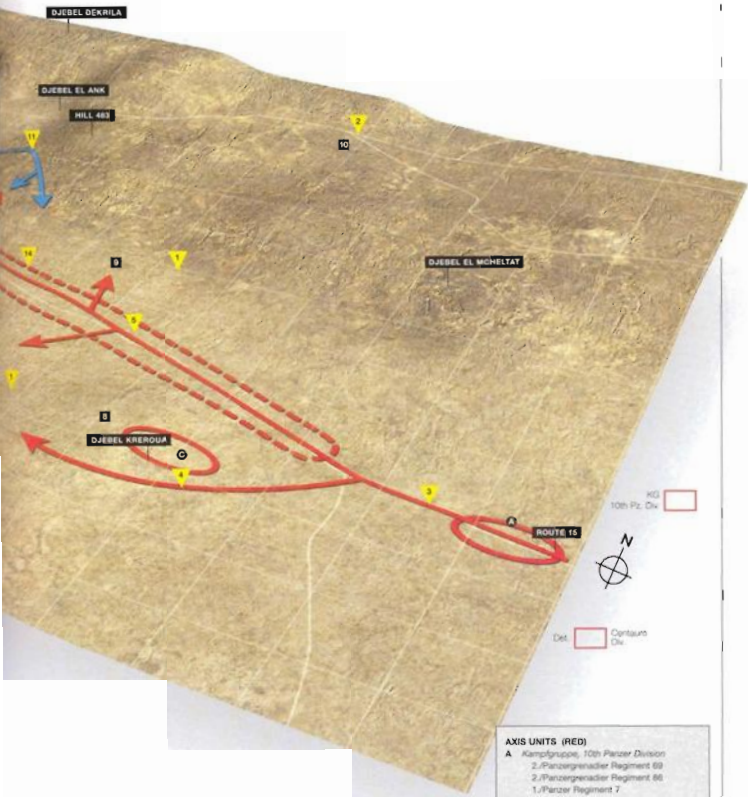 DJEBEL DEKRILA
DJEBEL EL ANK
HILL 483
11
2
10
14
9
1
DJEBEL EL MCHELTAT
5
1
8
DJEBEL KREROUA
C
4
3
A
ROUTE 15
KG
10th Pz. Div.
N
Det.
Centauro
Div.
AXIS UNITS (RED)
A Kampfgruppe, 10th Panzer Division
2./Panzergrenadier Regiment 69
2./Panzergrenadier Regiment 86
1./Panzer Regiment 7